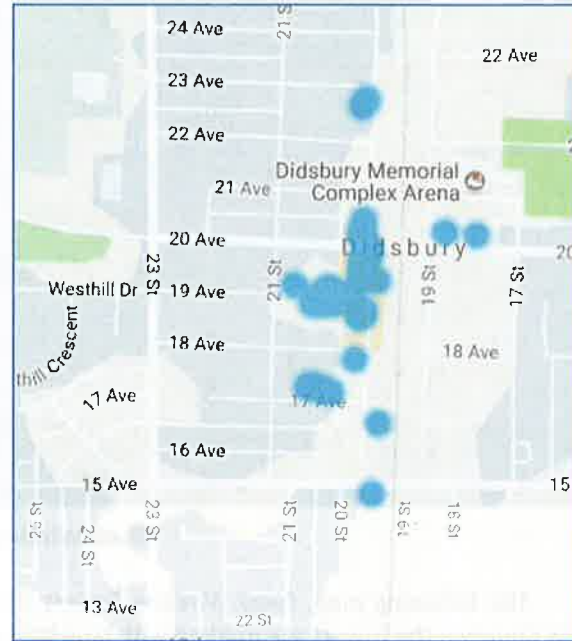 21 St
24 Ave
22 Ave
23 Ave
22 Ave
Didsbury Memorial
Complex Arena
21 Ave
20 Ave
Didsbury
20
23 St
21 St
19 St
17 St
Westhill Dr
19 Ave
18 Ave
18 Ave
thill Crescent
17 Ave
17 Ave
16 Ave
15 Ave
15
25 St
24 St
23 St
21 St
20 St
19 St
16 St
13 Ave
22 St